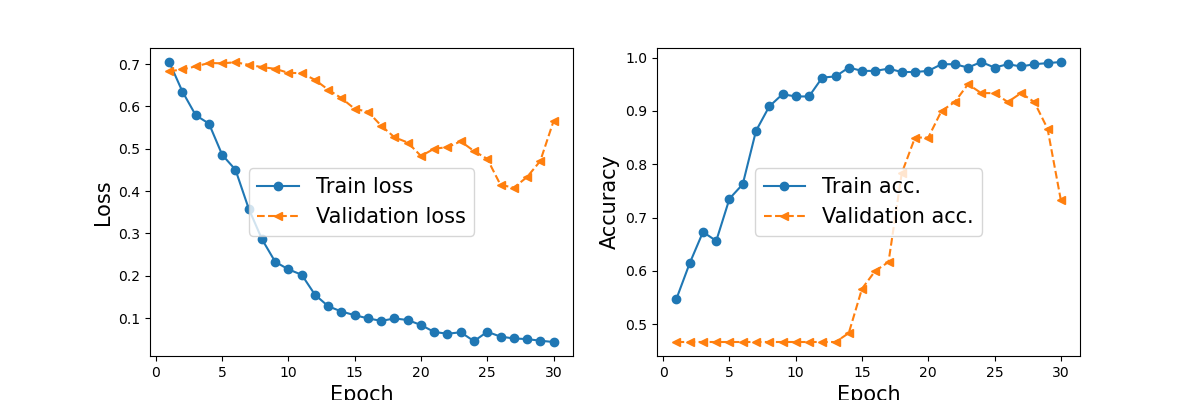 0.7
0.6
0.5
0.4
0.3
0.2
0.1
Loss
Train loss
Validation loss
0 5 10 15 20 25 30
Epoch
1.0
0.9
0.8
0.7
0.6
0.5
Accuracy
Train acc.
Validation acc.
0 5 10 15 20 25 30
Epoch